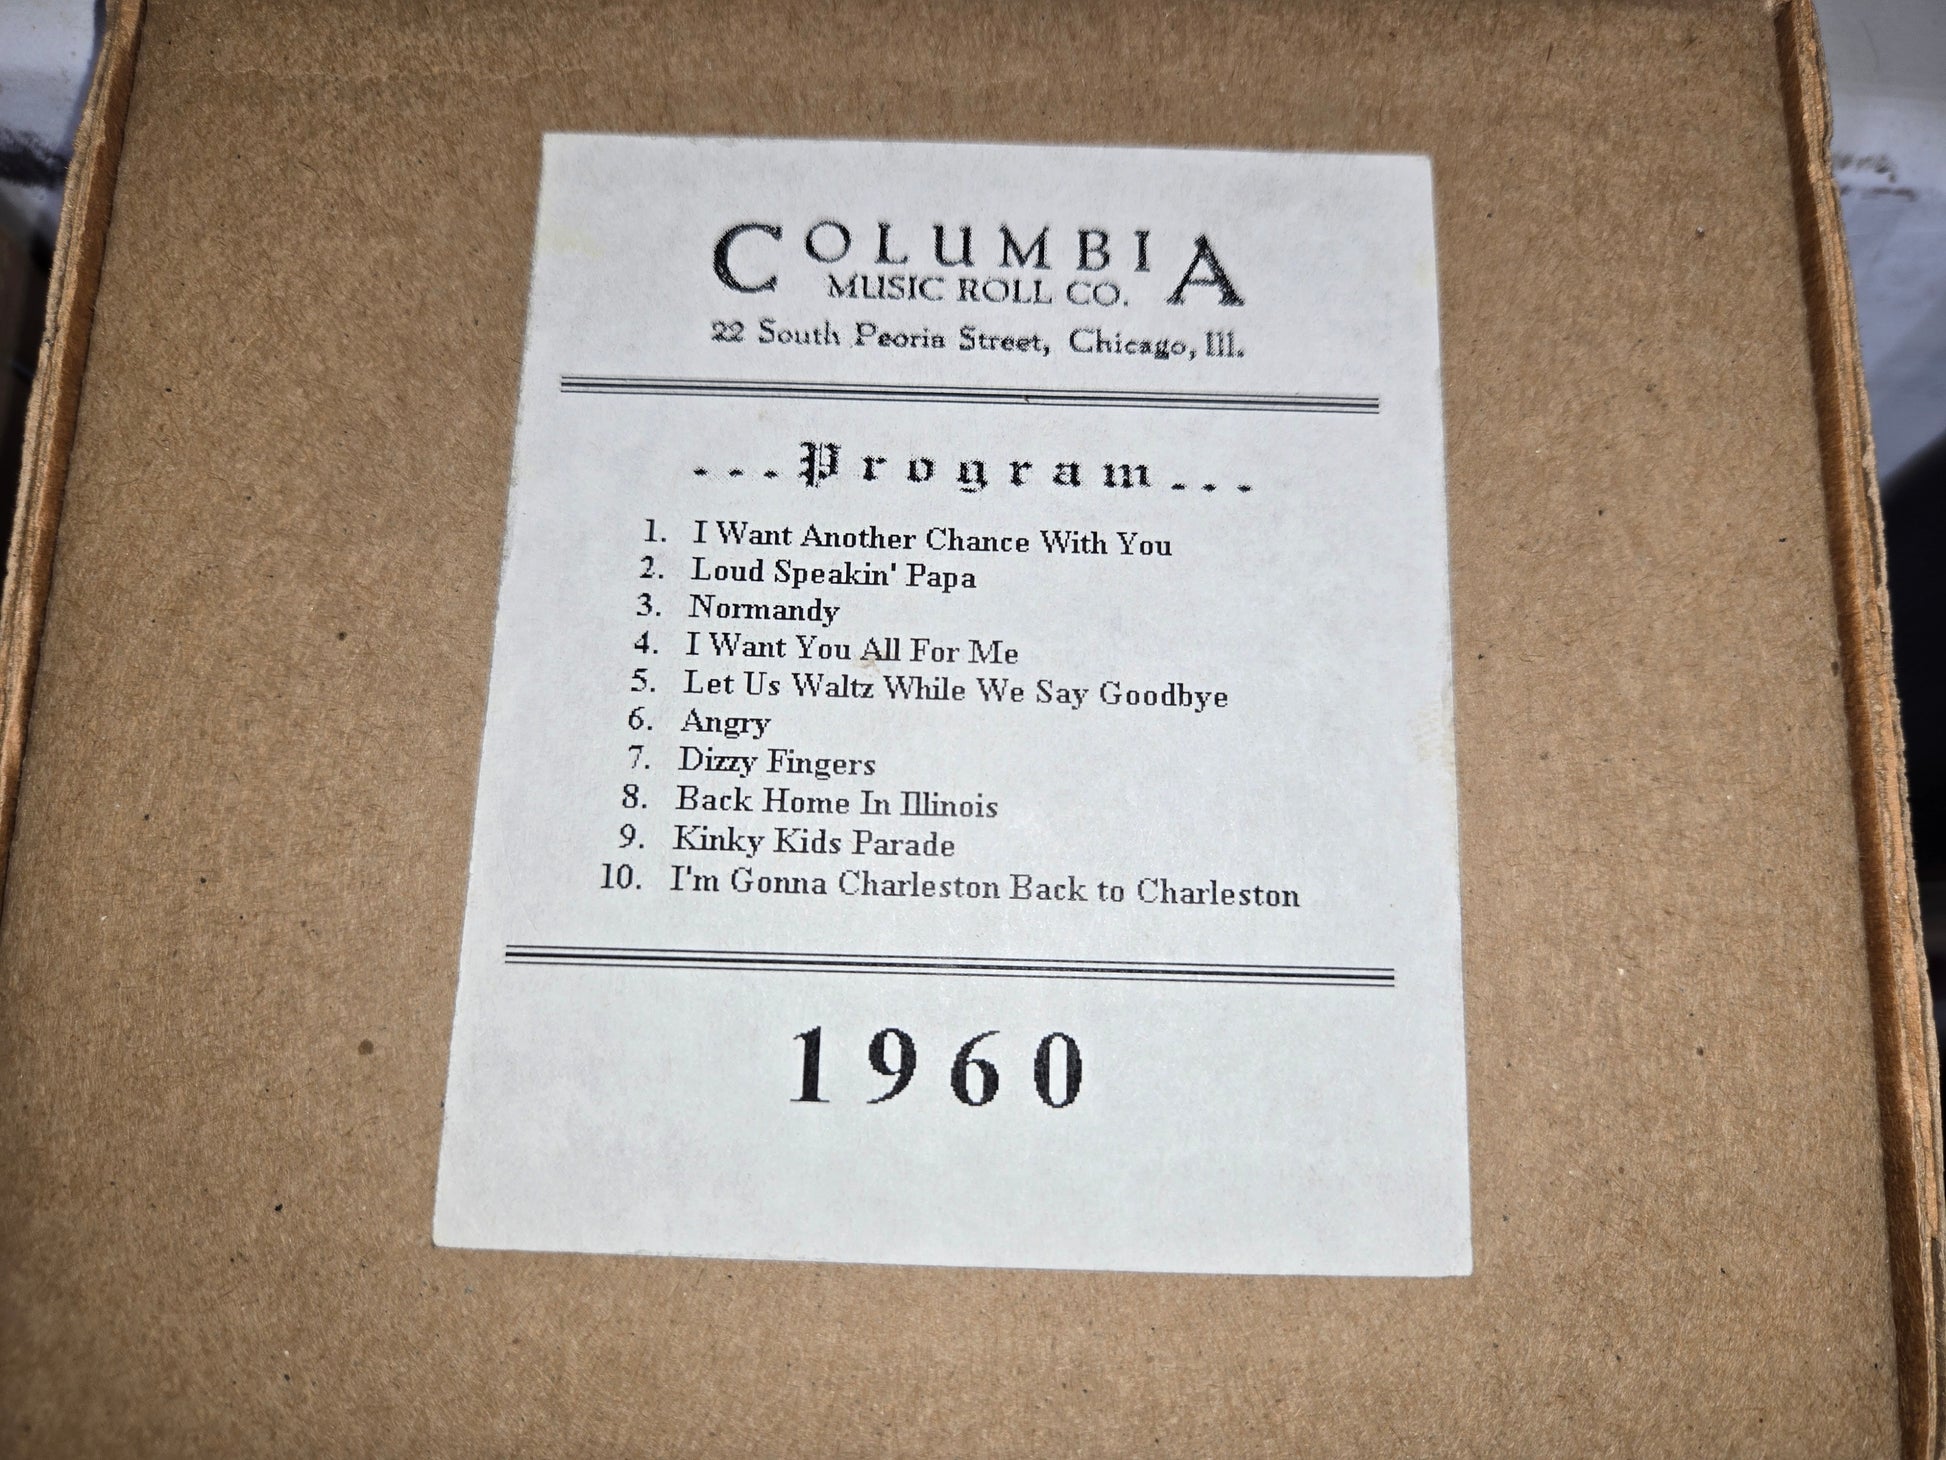 COLUMBIA
MUSIC ROLL CO.
22 South Peoria Street, Chicago, Ill.
...Program...
1. I Want Another Chance With You
2. Loud Speakin' Papa
3. Normandy
4. I Want You All For Me
5. Let Us Waltz While We Say Goodbye
6. Angry
7. Dizzy Fingers
8. Back Home In Illinois
9. Kinky Kids Parade
10. I'm Gonna Charleston Back to Charleston
1960